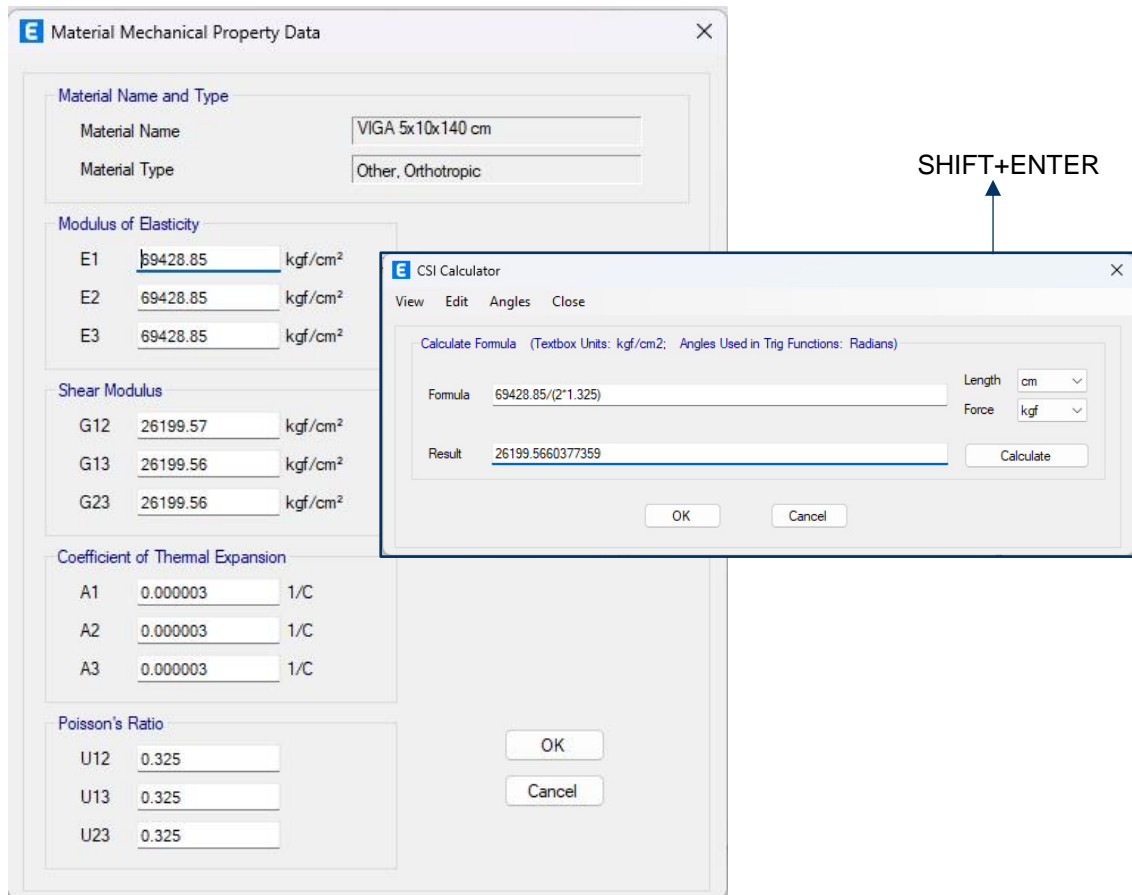 E Material Mechanical Property Data
Material Name and Type
Material Name VIGA 5x10x140 cm
Material Type Other, Orthotropic
SHIFT+ENTER
Modulus of Elasticity
E1 69428.85 kgf/cm²
E2 69428.85 kgf/cm²
E3 69428.85 kgf/cm²
Shear Modulus
G12 26199.57 kgf/cm²
G13 26199.56 kgf/cm²
G23 26199.56 kgf/cm²
Coefficient of Thermal Expansion
A1 0.000003 1/C
A2 0.000003 1/C
A3 0.000003 1/C
Poisson's Ratio
U12 0.325
U13 0.325
U23 0.325
OK
Cancel
E CSI Calculator
View Edit Angles Close
Calculate Formula (Textbox Units: kgf/cm2; Angles Used in Trig Functions: Radians)
Formula 69428.85/(2*1.325)
Length cm
Force kgf
Result 26199.5660377359
Calculate
OK Cancel